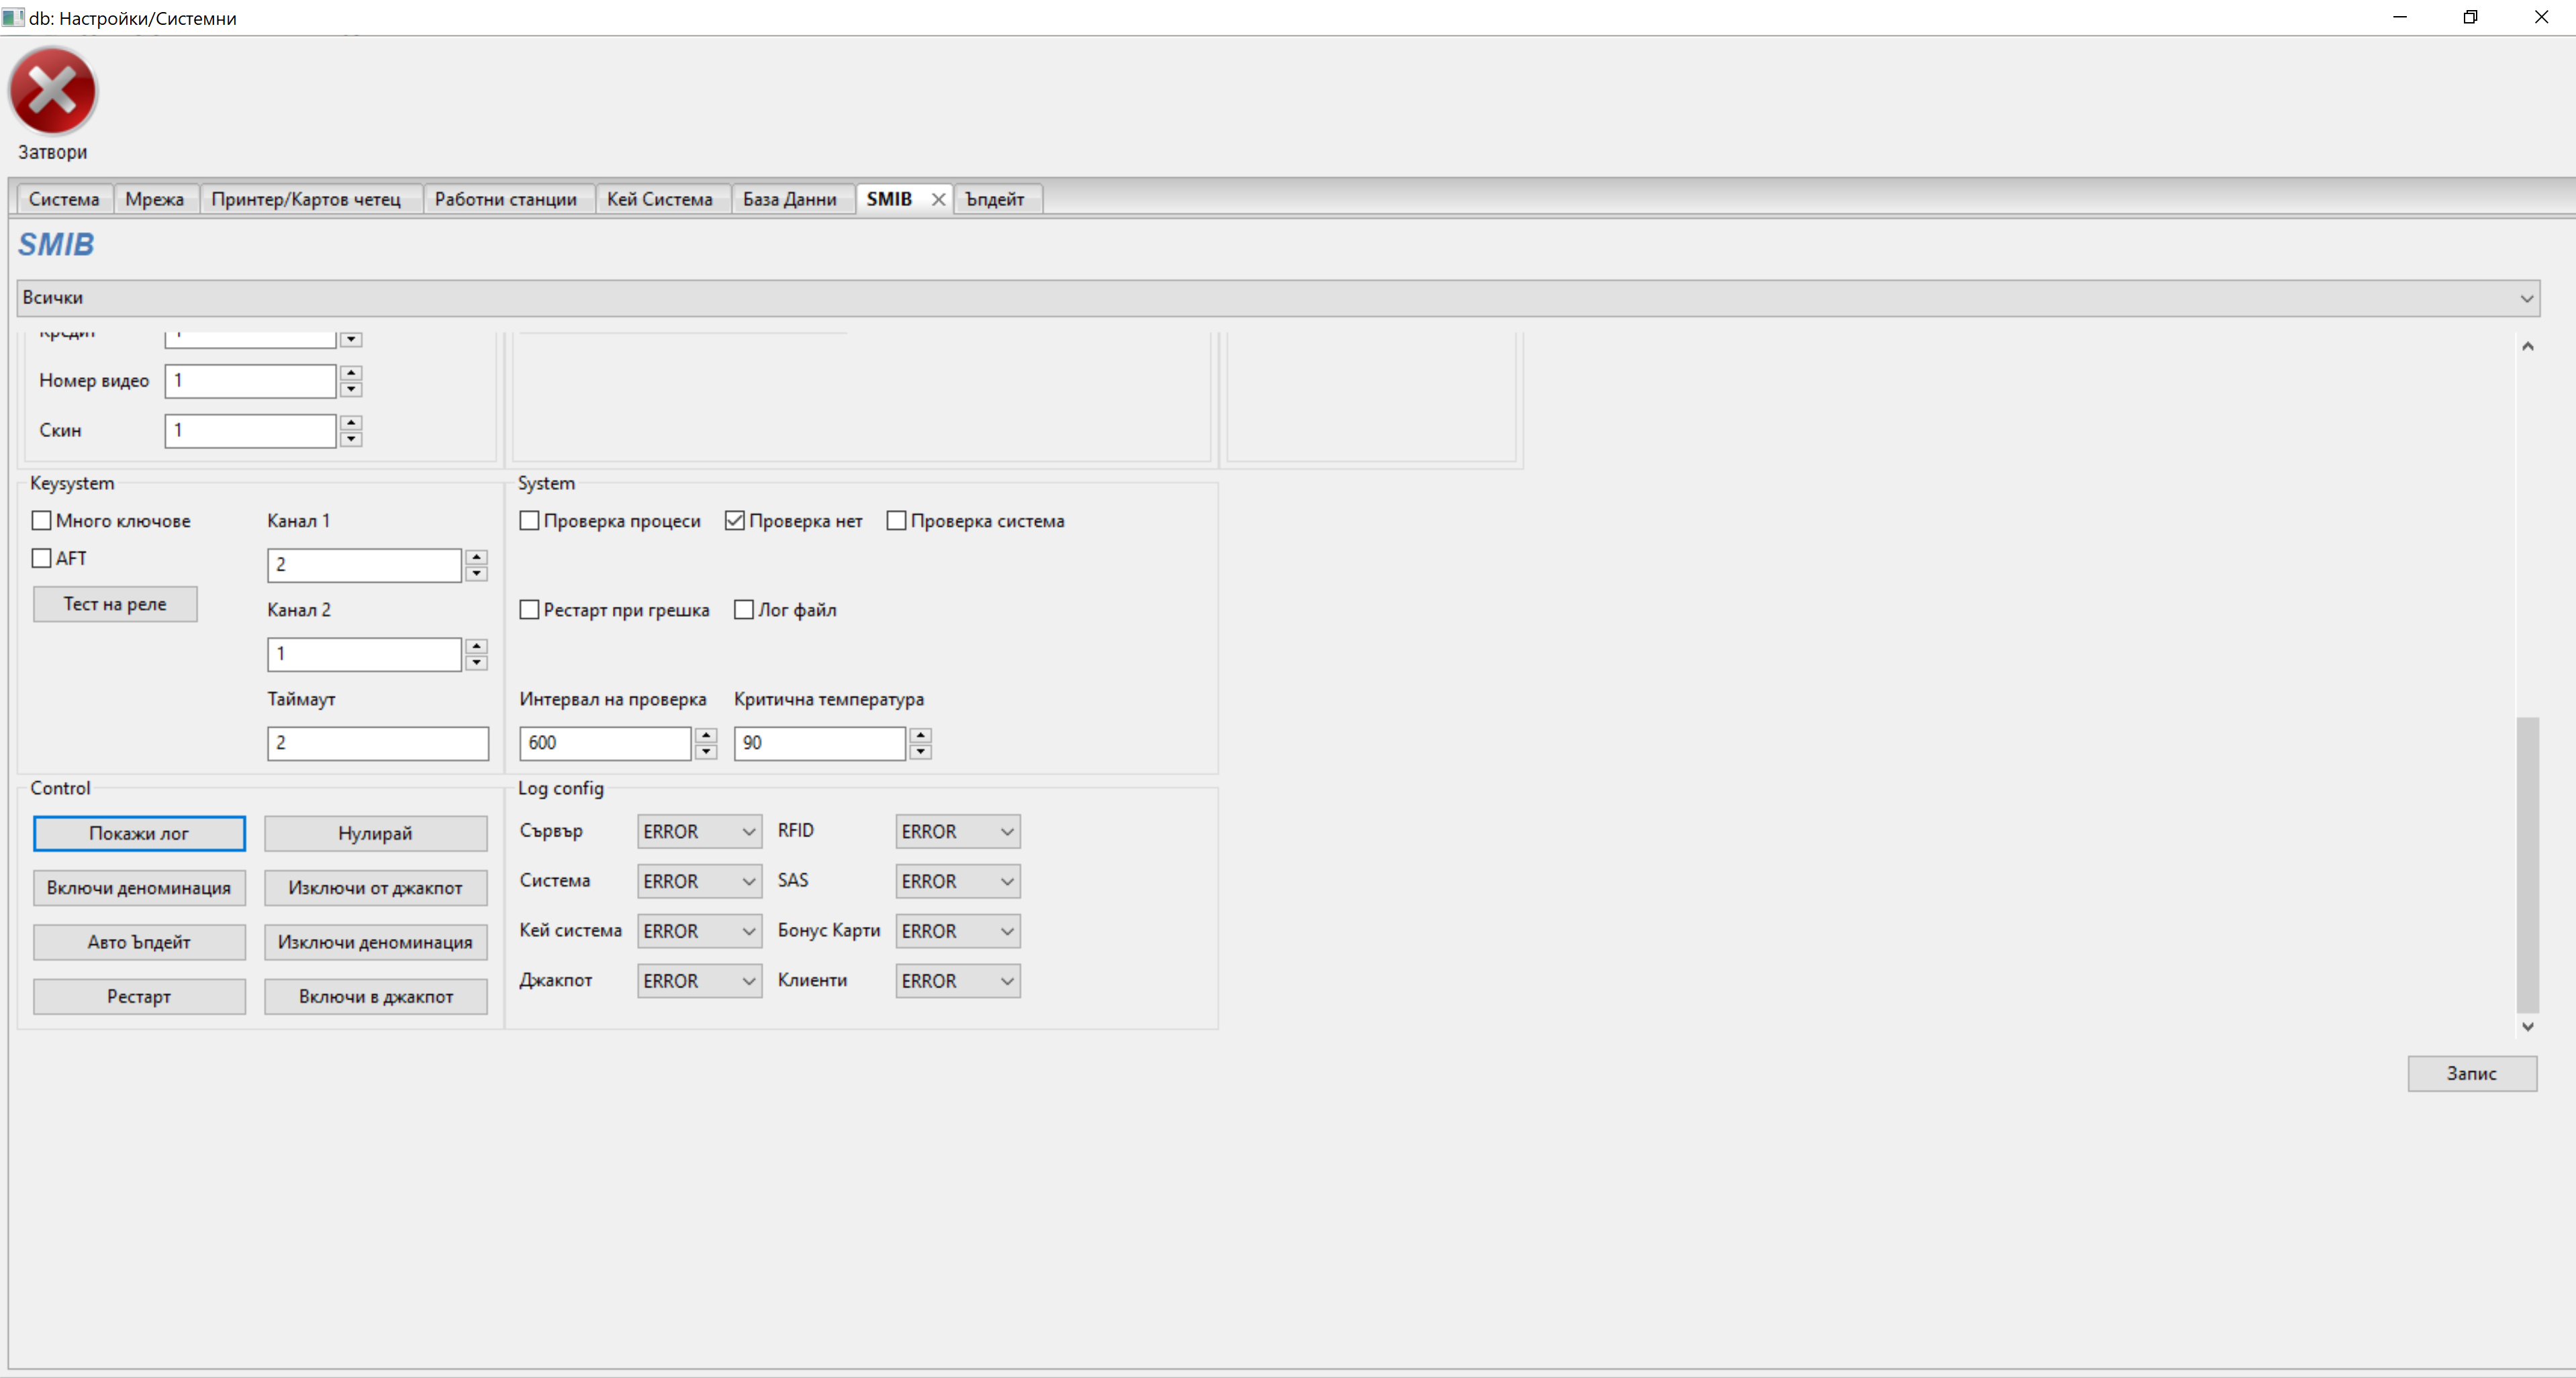 db: Настройки/Системни
Затвори
Система Мрежа Принтер/Картов четец Работни станции Кей Система База Данни SMIB Ъпдейт
SMIB
Всички
Кредит
Номер видео 1
Скин 1
Keysystem System
Много ключове Канал 1 Проверка процеси Проверка нет Проверка система
AFT
2
Тест на реле Канал 2 Рестарт при грешка Лог файл
1
Таймаут Интервал на проверка Критична температура
2 600 90
Control Log config
Покажи лог Нулирай Сървър ERROR RFID ERROR
Включи деноминация Изключи от джакпот Система ERROR SAS ERROR
Авто Ъпдейт Изключи деноминация Кей система ERROR Бонус Карти ERROR
Рестарт Включи в джакпот Джакпот ERROR Клиенти ERROR
Запис